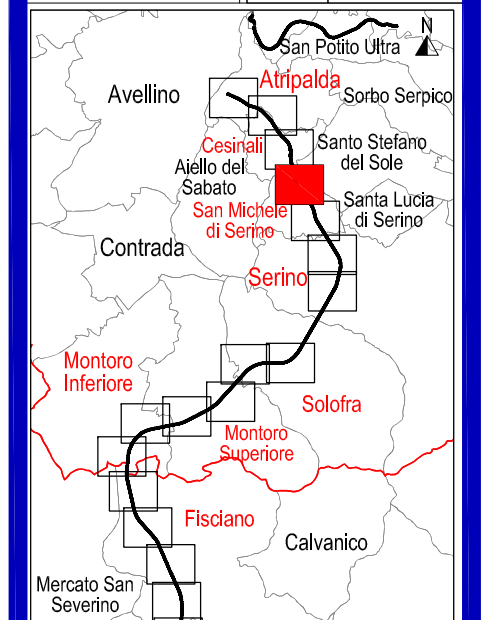 N
San Potito Ultra
Atripalda
Avellino
Sorbo Serpico
Cesinali
Santo Stefano
del Sole
Aiello del
Sabato
Santa Lucia
di Serino
San Michele
di Serino
Contrada
Serino
Montoro
Inferiore
Solofra
Montoro
Superiore
Fisciano
Calvanico
Mercato San
Severino